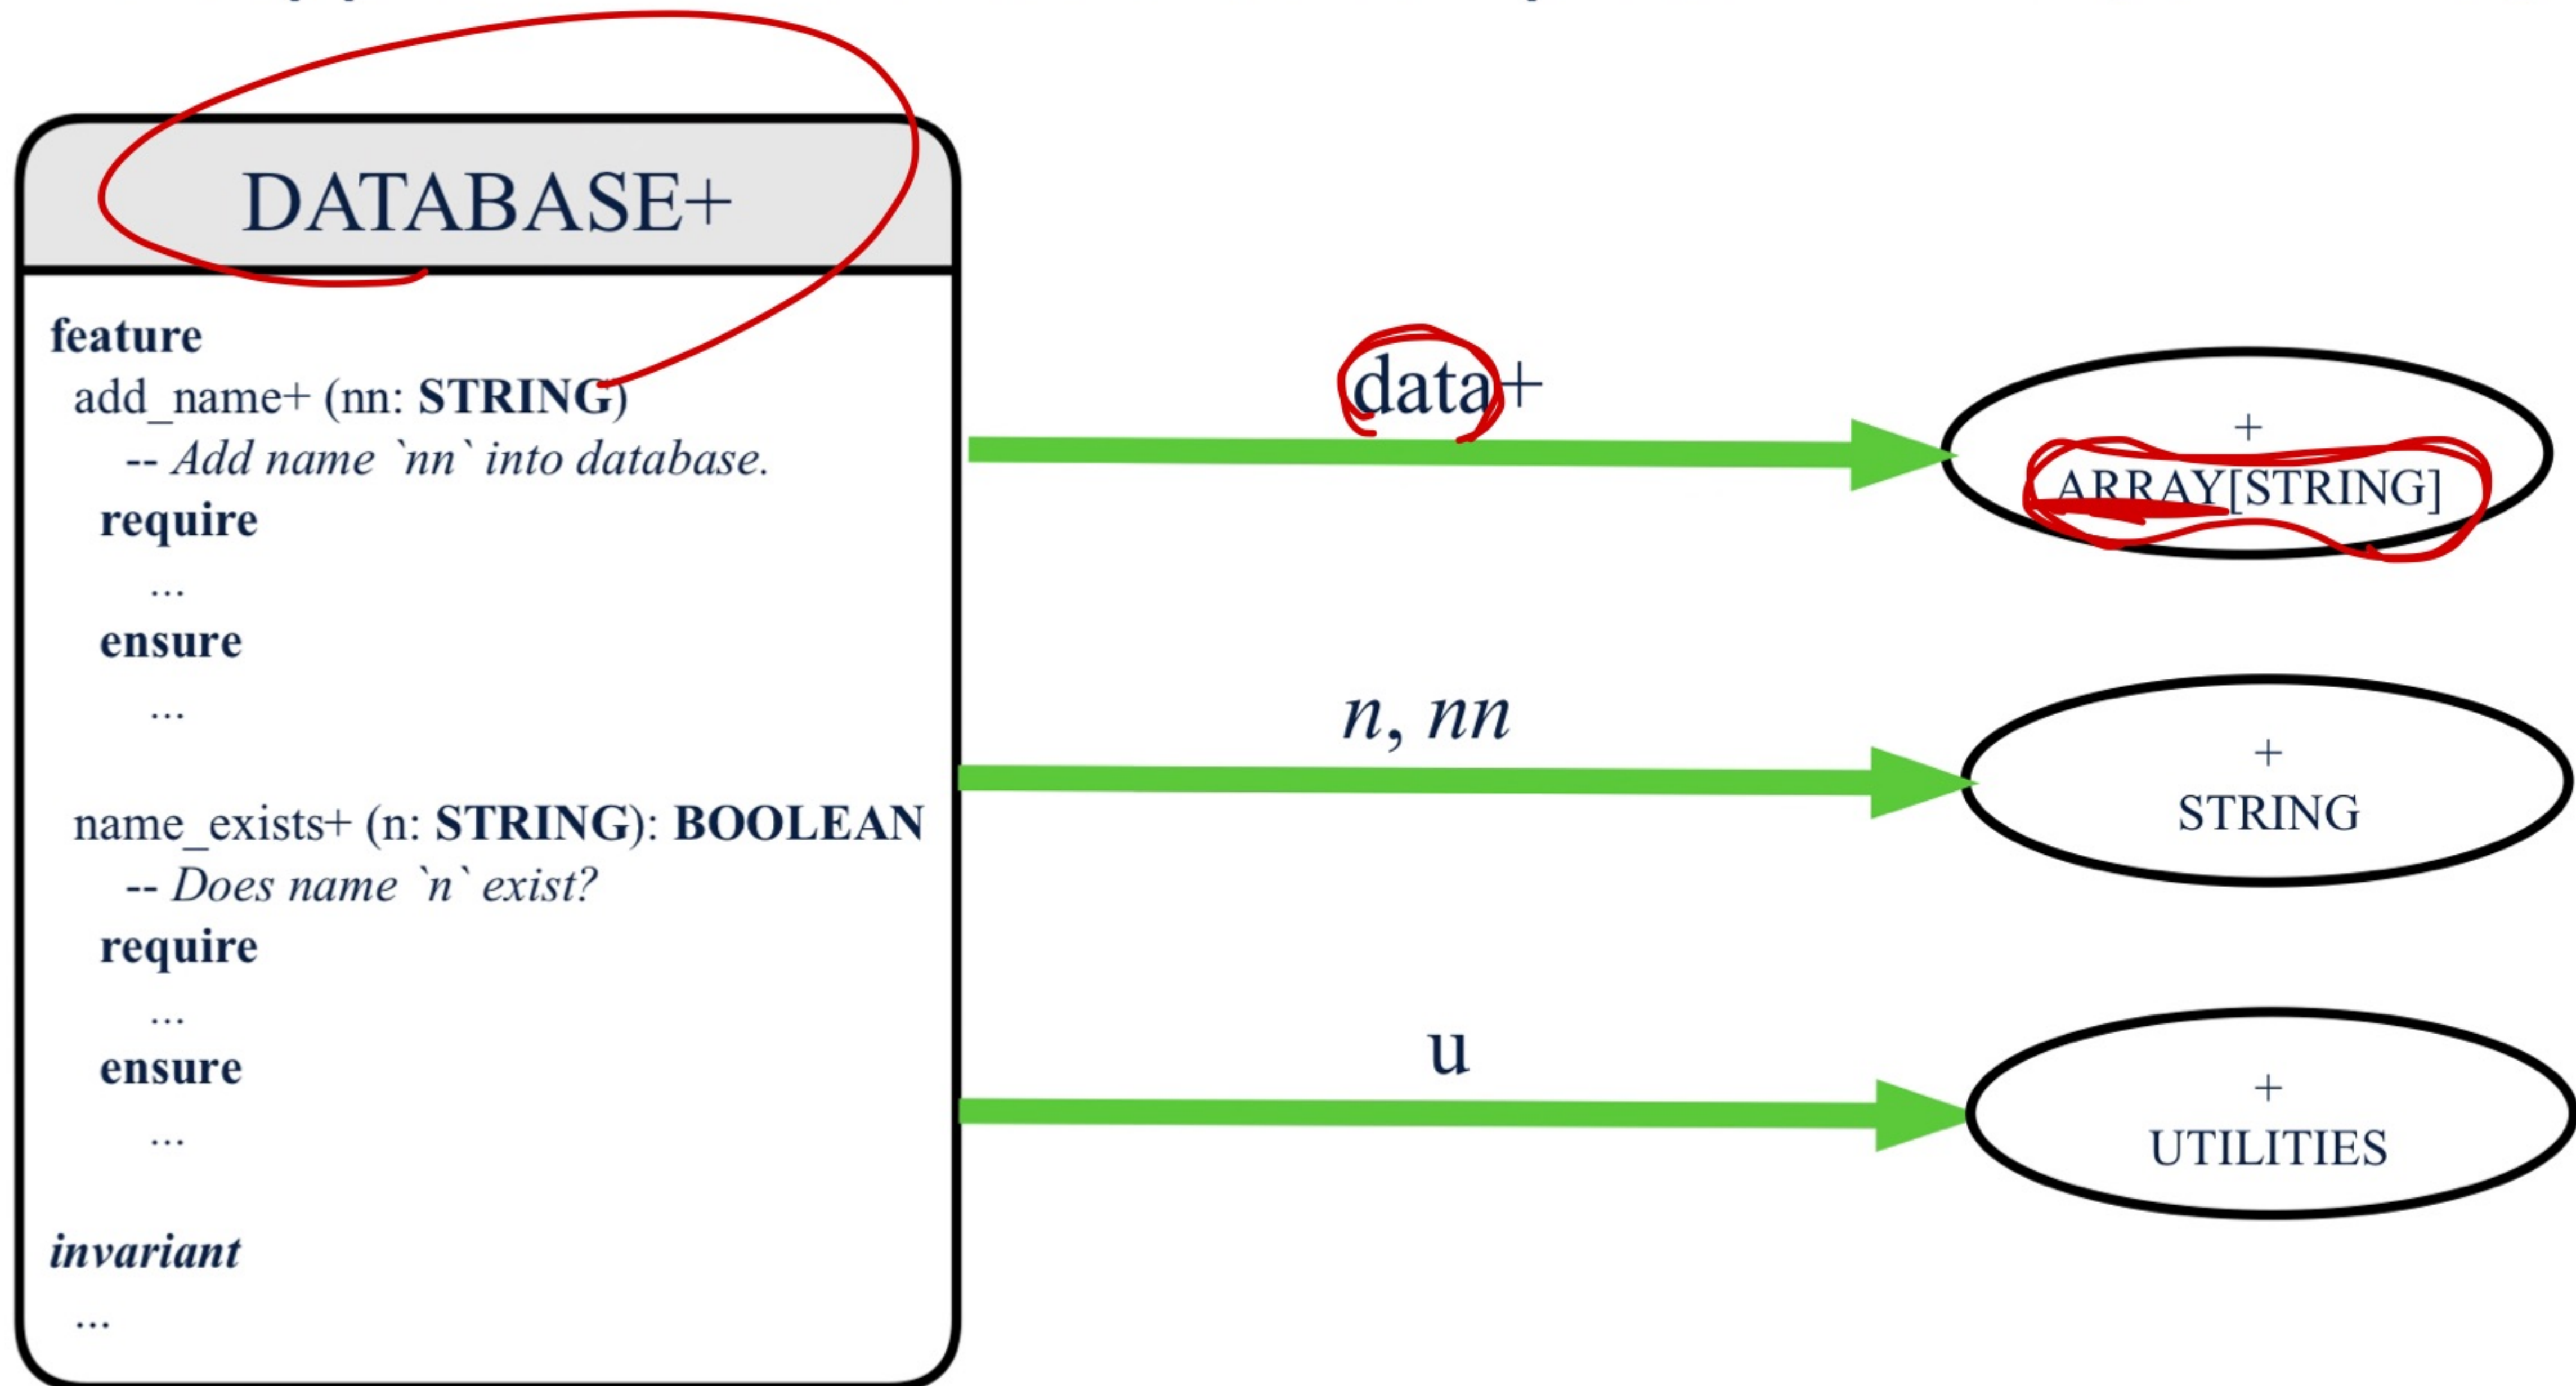 DATABASE+
feature
add_name+ (nn: STRING)
-- Add name `nn` into database.
require
...
ensure
...
name_exists+ (n: STRING): BOOLEAN
-- Does name `n` exist?
require
...
ensure
...
invariant
...
data+
+
ARRAY[STRING]
n, nn
+
STRING
u
+
UTILITIES